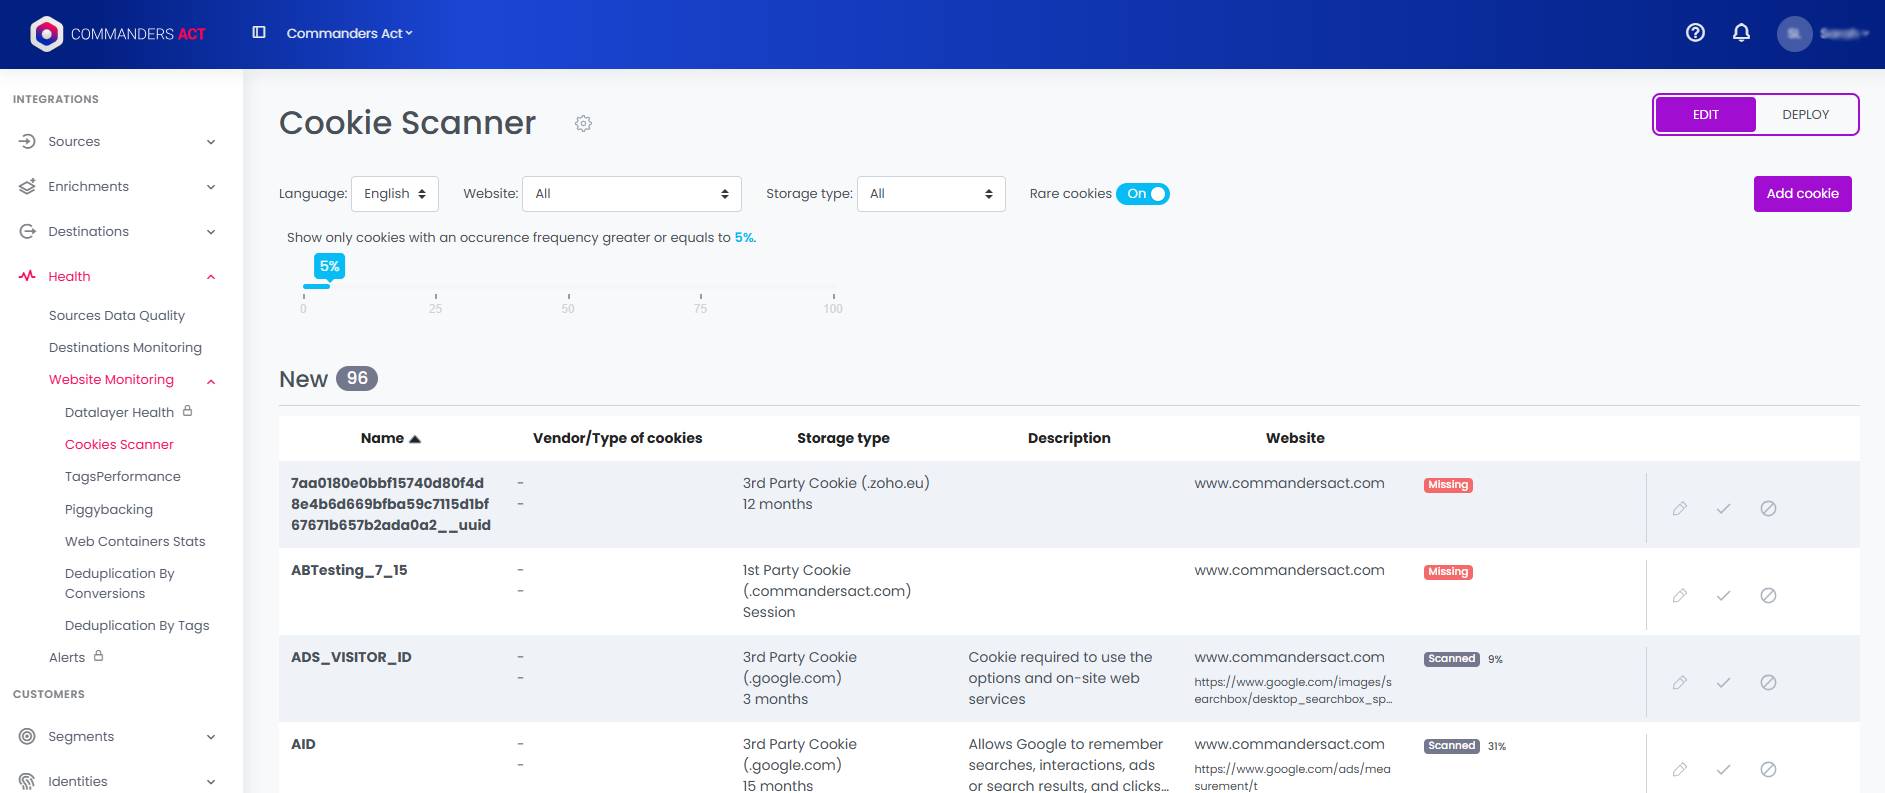 COMMANDERS ACT
Commanders Act
INTEGRATIONS
Sources
Enrichments
Destinations
Health
Sources Data Quality
Destinations Monitoring
Website Monitoring
Datalayer Health
Cookies Scanner
TagsPerformance
Piggybacking
Web Containers Stats
Deduplication By
Conversions
Deduplication By Tags
Alerts
CUSTOMERS
Segments
Identities
Cookie Scanner
EDIT DEPLOY
Language: English Website: All Storage type: All Rare cookies On Add cookie
Show only cookies with an occurence frequency greater or equals to 5%.
5%
0 25 50 75 100
New 96
Name Vendor/Type of cookies Storage type Description Website
7aa0180e0bbf15740d80f4d
8e4b6d669bfba59c7115d1bf
67671b657b2ada0a2__uuid
-
-
3rd Party Cookie (.zoho.eu)
12 months
www.commandersact.com
Missing
ABTesting_7_15
-
-
1st Party Cookie
(.commandersact.com)
Session
www.commandersact.com
Missing
ADS_VISITOR_ID
-
-
3rd Party Cookie
(.google.com)
3 months
Cookie required to use the
options and on-site web
services
www.commandersact.com
https://www.google.com/images/s
earchbox/desktop_searchbox_sp...
Scanned 9%
AID
-
-
3rd Party Cookie
(.google.com)
15 months
Allows Google to remember
searches, interactions, ads
or search results, and clicks...
www.commandersact.com
https://www.google.com/ads/mea
surement/t
Scanned 31%